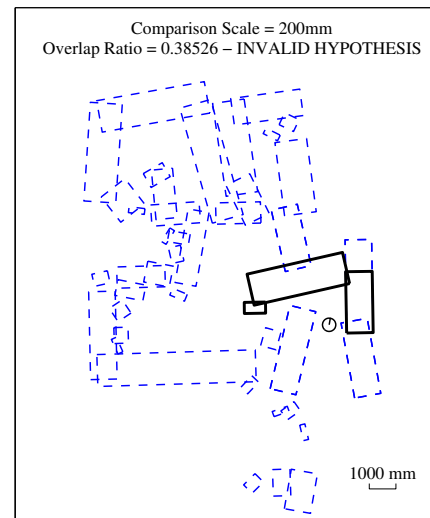 Comparison Scale = 200mm
Overlap Ratio = 0.38526 – INVALID HYPOTHESIS
1000 mm